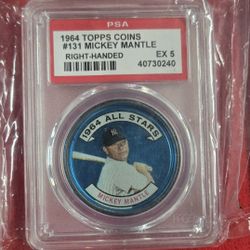 PSA
1964 TOPPS COINS
#131 MICKEY MANTLE
RIGHT-HANDED EX 5
40730240
1964 ALL STARS
MICKEY MANTLE